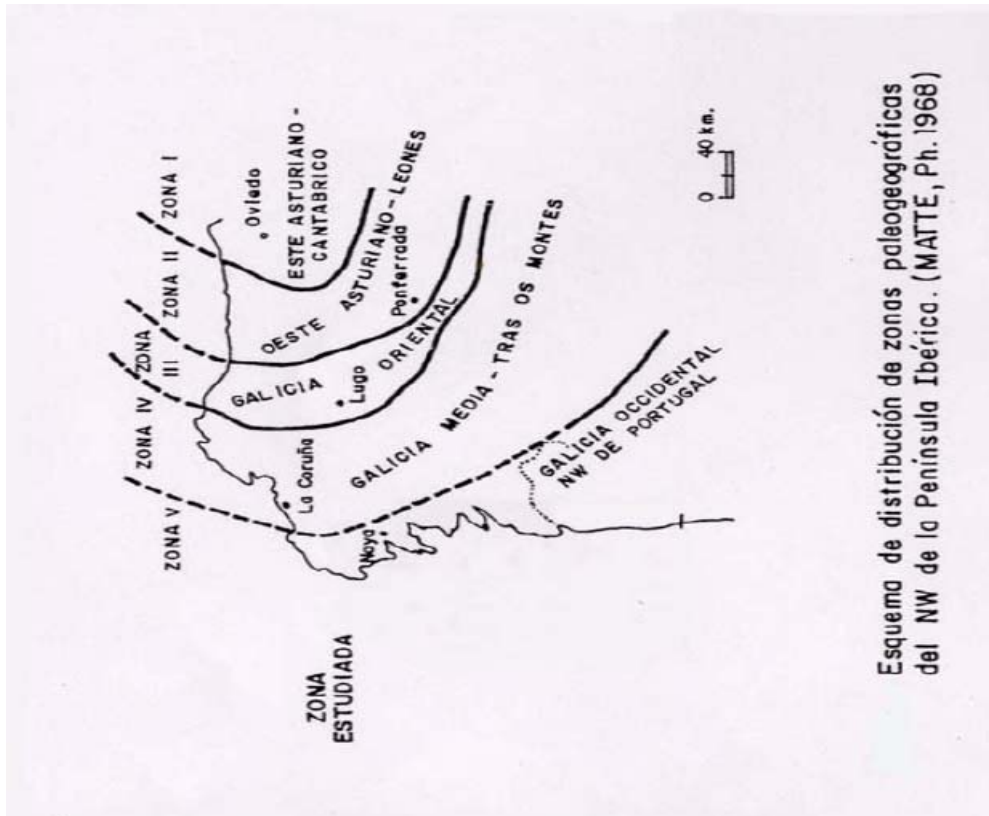 ZONA V
ZONA IV
ZONA
III
ZONA II
ZONA I
Oviedo
ESTE ASTURIANO-
CANTABRICO
OESTE ASTURIANO-LEONES
Ponferrada
GALICIA ORIENTAL
Lugo
La Coruña
GALICIA MEDIA-TRAS OS MONTES
Noya
GALICIA OCCIDENTAL
NW DE PORTUGAL
ZONA
ESTUDIADA
0 40 km.
Esquema de distribución de zonas paleogeográficas
del NW de la Península Ibérica. (MATTE, Ph. 1968)